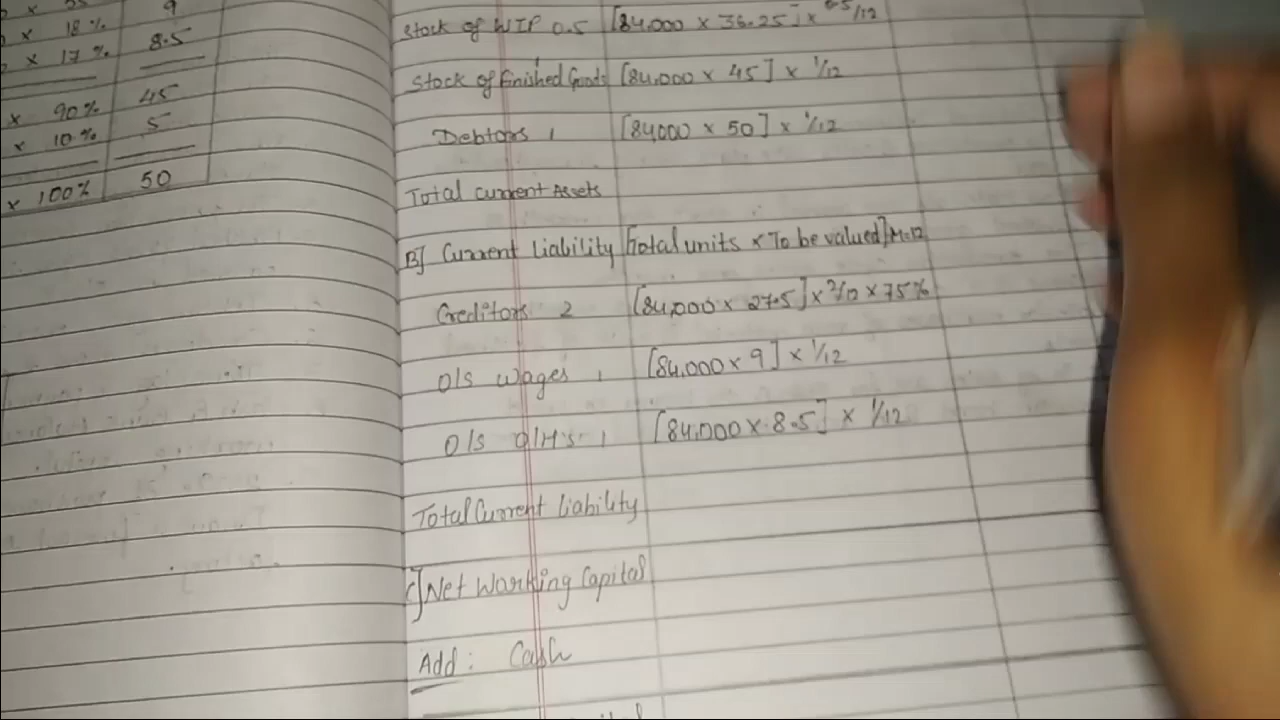 x 18% 9
x 17% 8.5
x 90% 45
x 10% 5
x 100% 50
Stock of WIP 0.5 [84,000 x 36.25] x 0.5/12
Stock of Finished Goods 1 [84,000 x 45] x 1/12
Debtors 1 [84000 x 50] x 1/12
Total current Assets
B] Current liability [Total units x To be valued] M÷12
Creditors 2 [84,000 x 27.5] x 2/12 x 75%
O/S wages 1 [84,000 x 9] x 1/12
O/S O/H's 1 [84,000 x 8.5] x 1/12
Total Current liability
C] Net Working Capital
Add: Cash